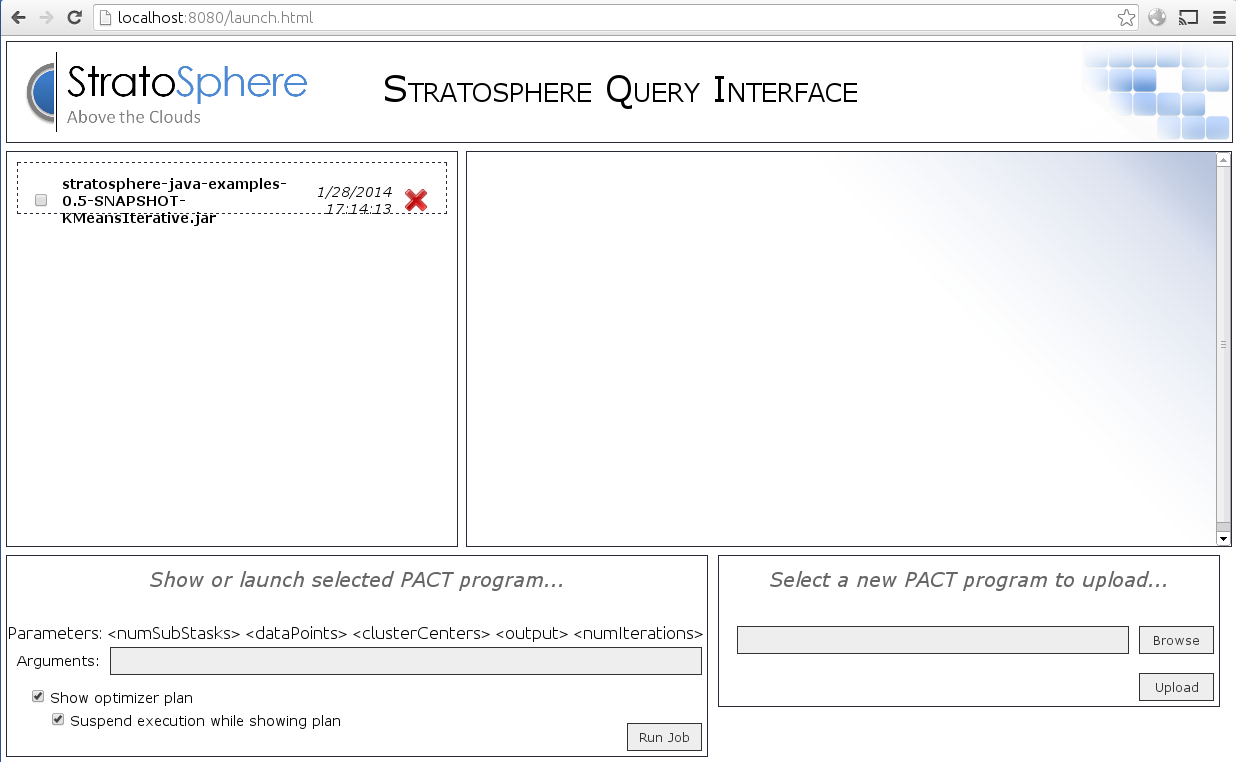 localhost:8080/launch.html
StratoSphere
Above the Clouds
Stratosphere Query Interface
stratosphere-java-examples-
0.5-SNAPSHOT-
KMeansIterative.jar
1/28/2014
17:14:13
Show or launch selected PACT program...
Parameters: <numSubStasks> <dataPoints> <clusterCenters> <output> <numIterations>
Arguments:
Show optimizer plan
Suspend execution while showing plan
Run Job
Select a new PACT program to upload...
Browse
Upload